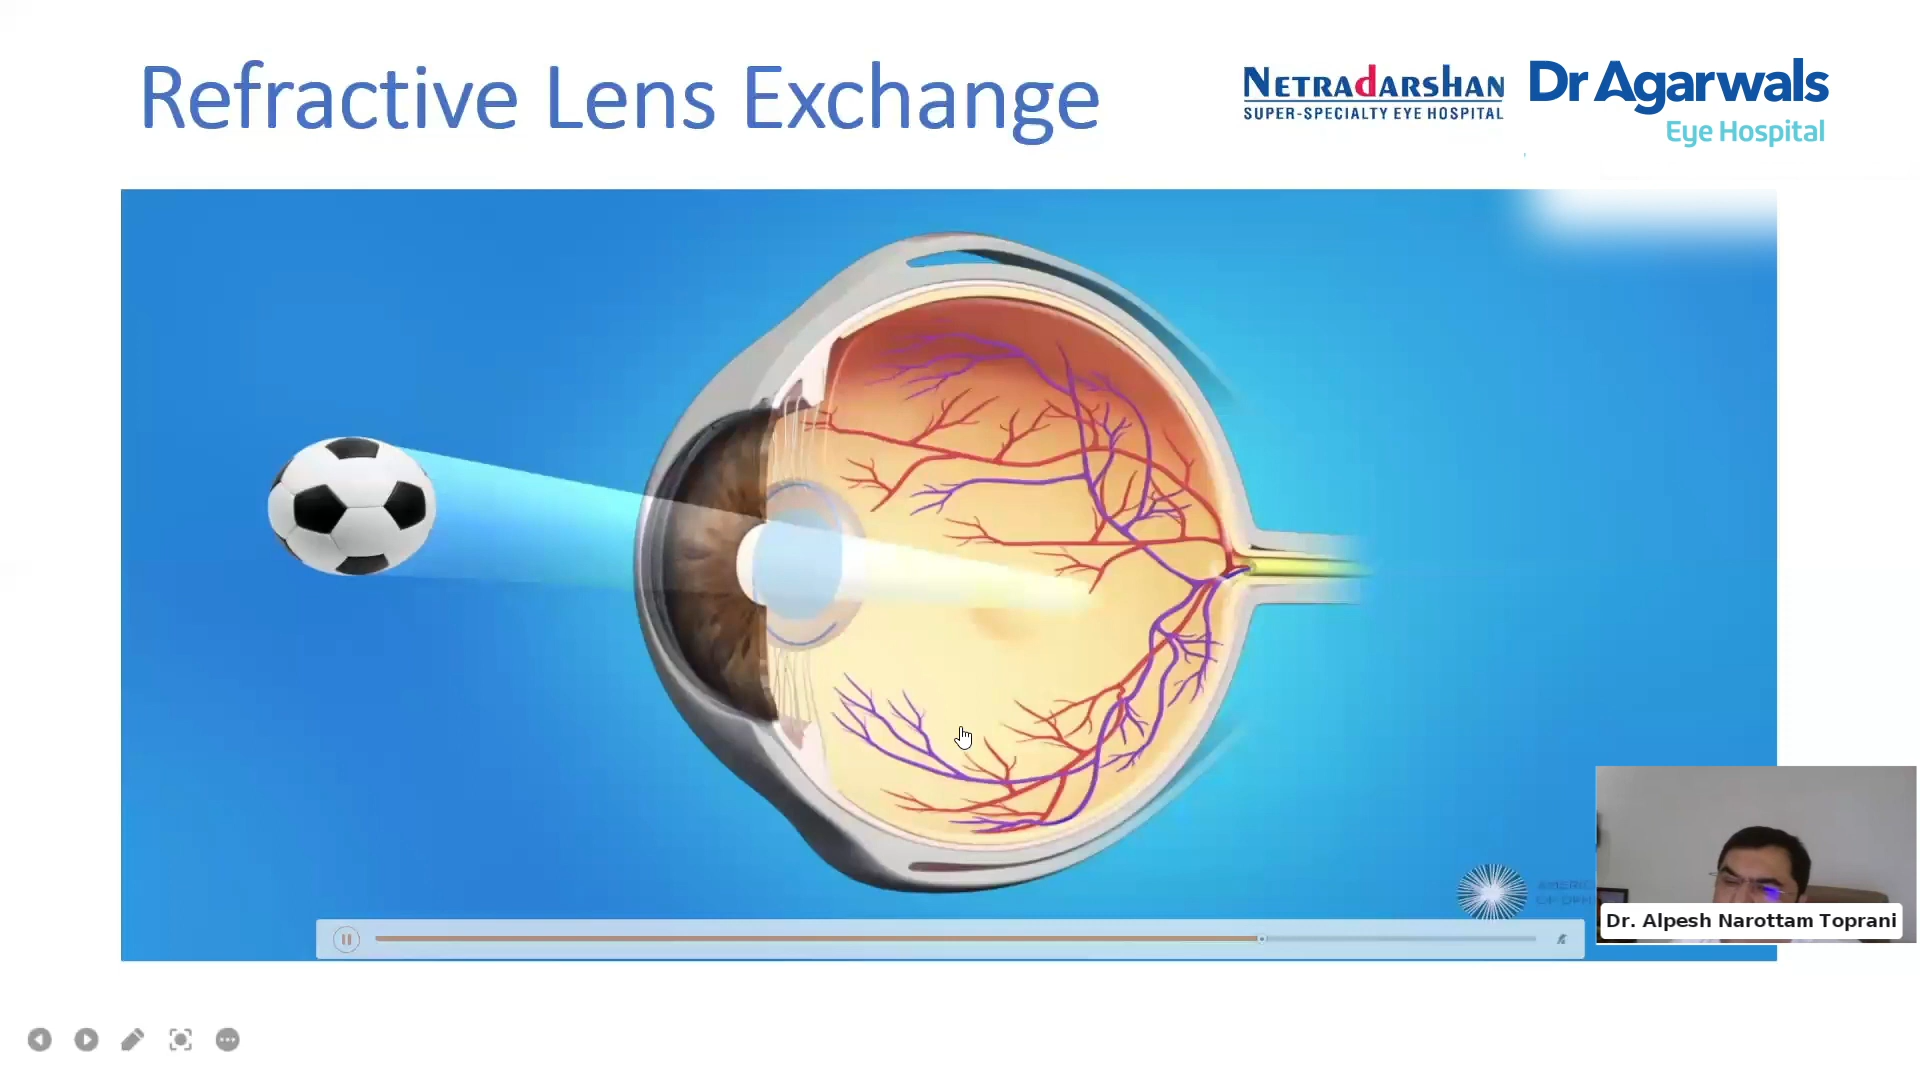 Refractive Lens Exchange
NETRADARSHAN
SUPER-SPECIALTY EYE HOSPITAL
Dr Agarwals
Eye Hospital
Dr. Alpesh Narottam Toprani